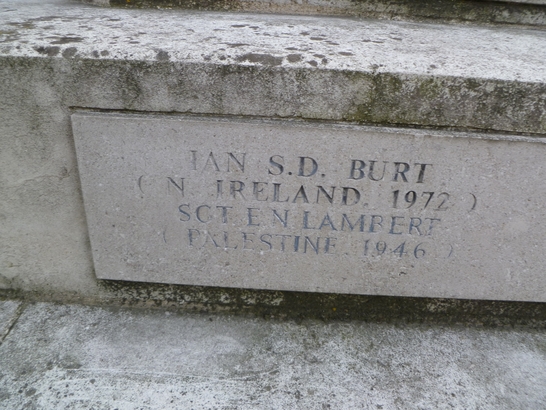 IAN S.D. BURT
( N. IRELAND. 1972 )
SGT. E N LAMBERT
( PALESTINE 1946 )